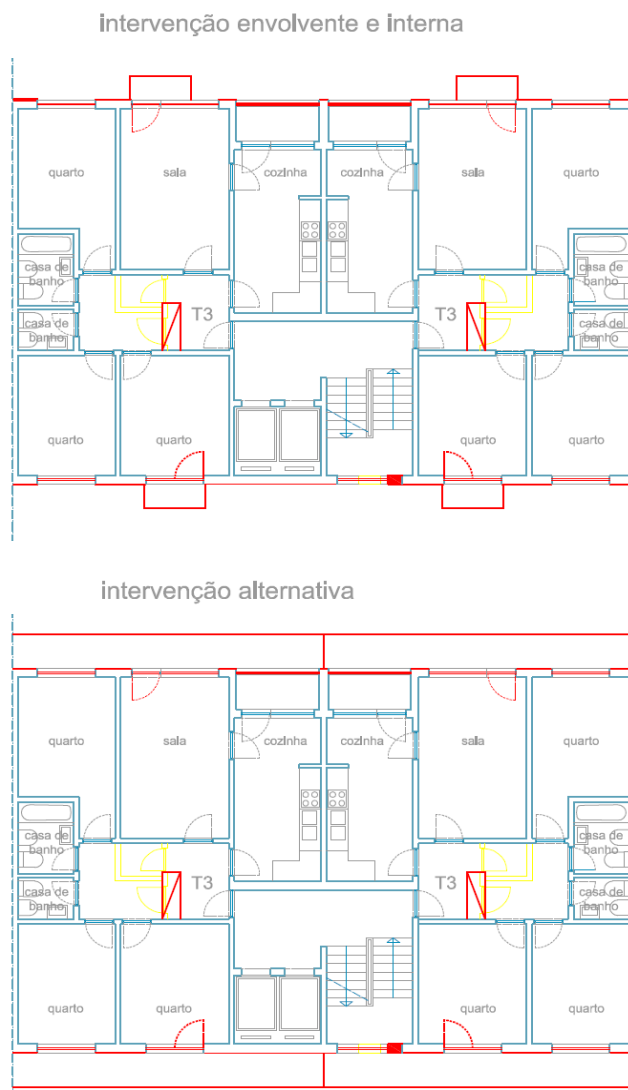 intervenção envolvente e interna
quarto
sala
cozinha
cozinha
sala
quarto
casa de
banho
casa de
banho
casa de
banho
T3
T3
casa de
banho
quarto
quarto
quarto
quarto
intervenção alternativa
quarto
sala
cozinha
cozinha
sala
quarto
casa de
banho
casa de
banho
casa de
banho
T3
T3
casa de
banho
quarto
quarto
quarto
quarto